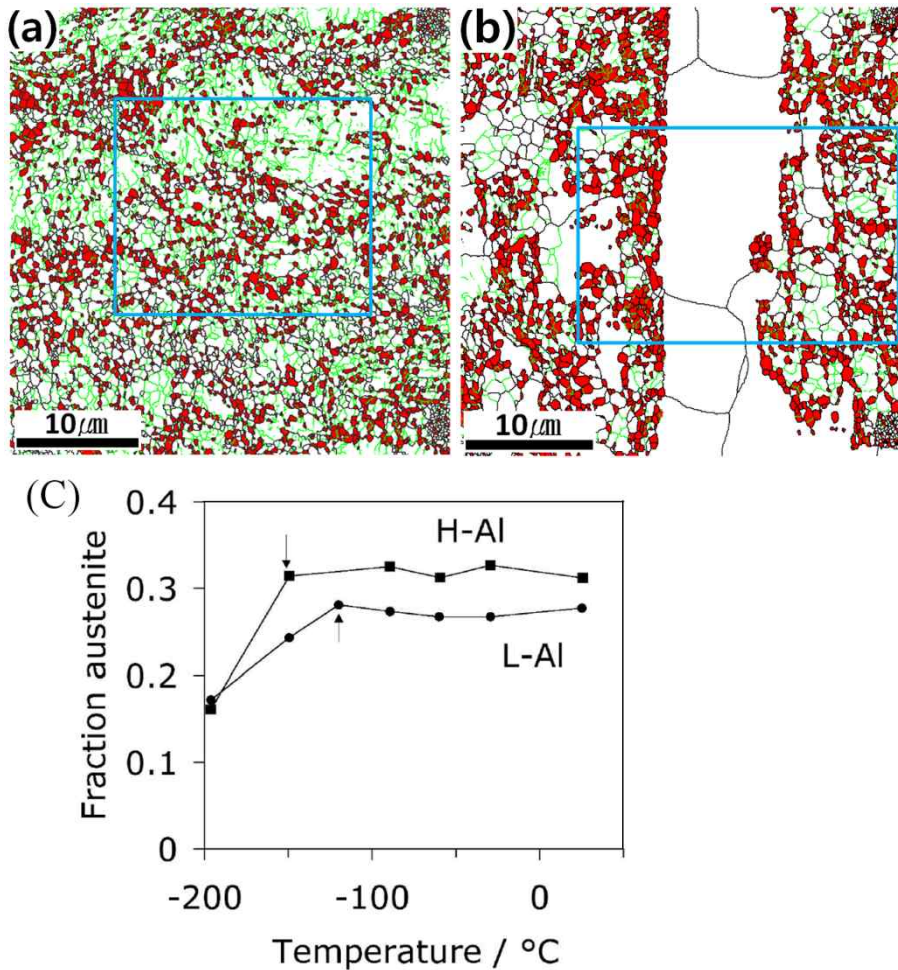 (a)
(b)
10μm
10μm
(C)
0.4
0.3
0.2
0.1
0
Fraction austenite
H-Al
L-Al
-200
-100
0
Temperature / °C